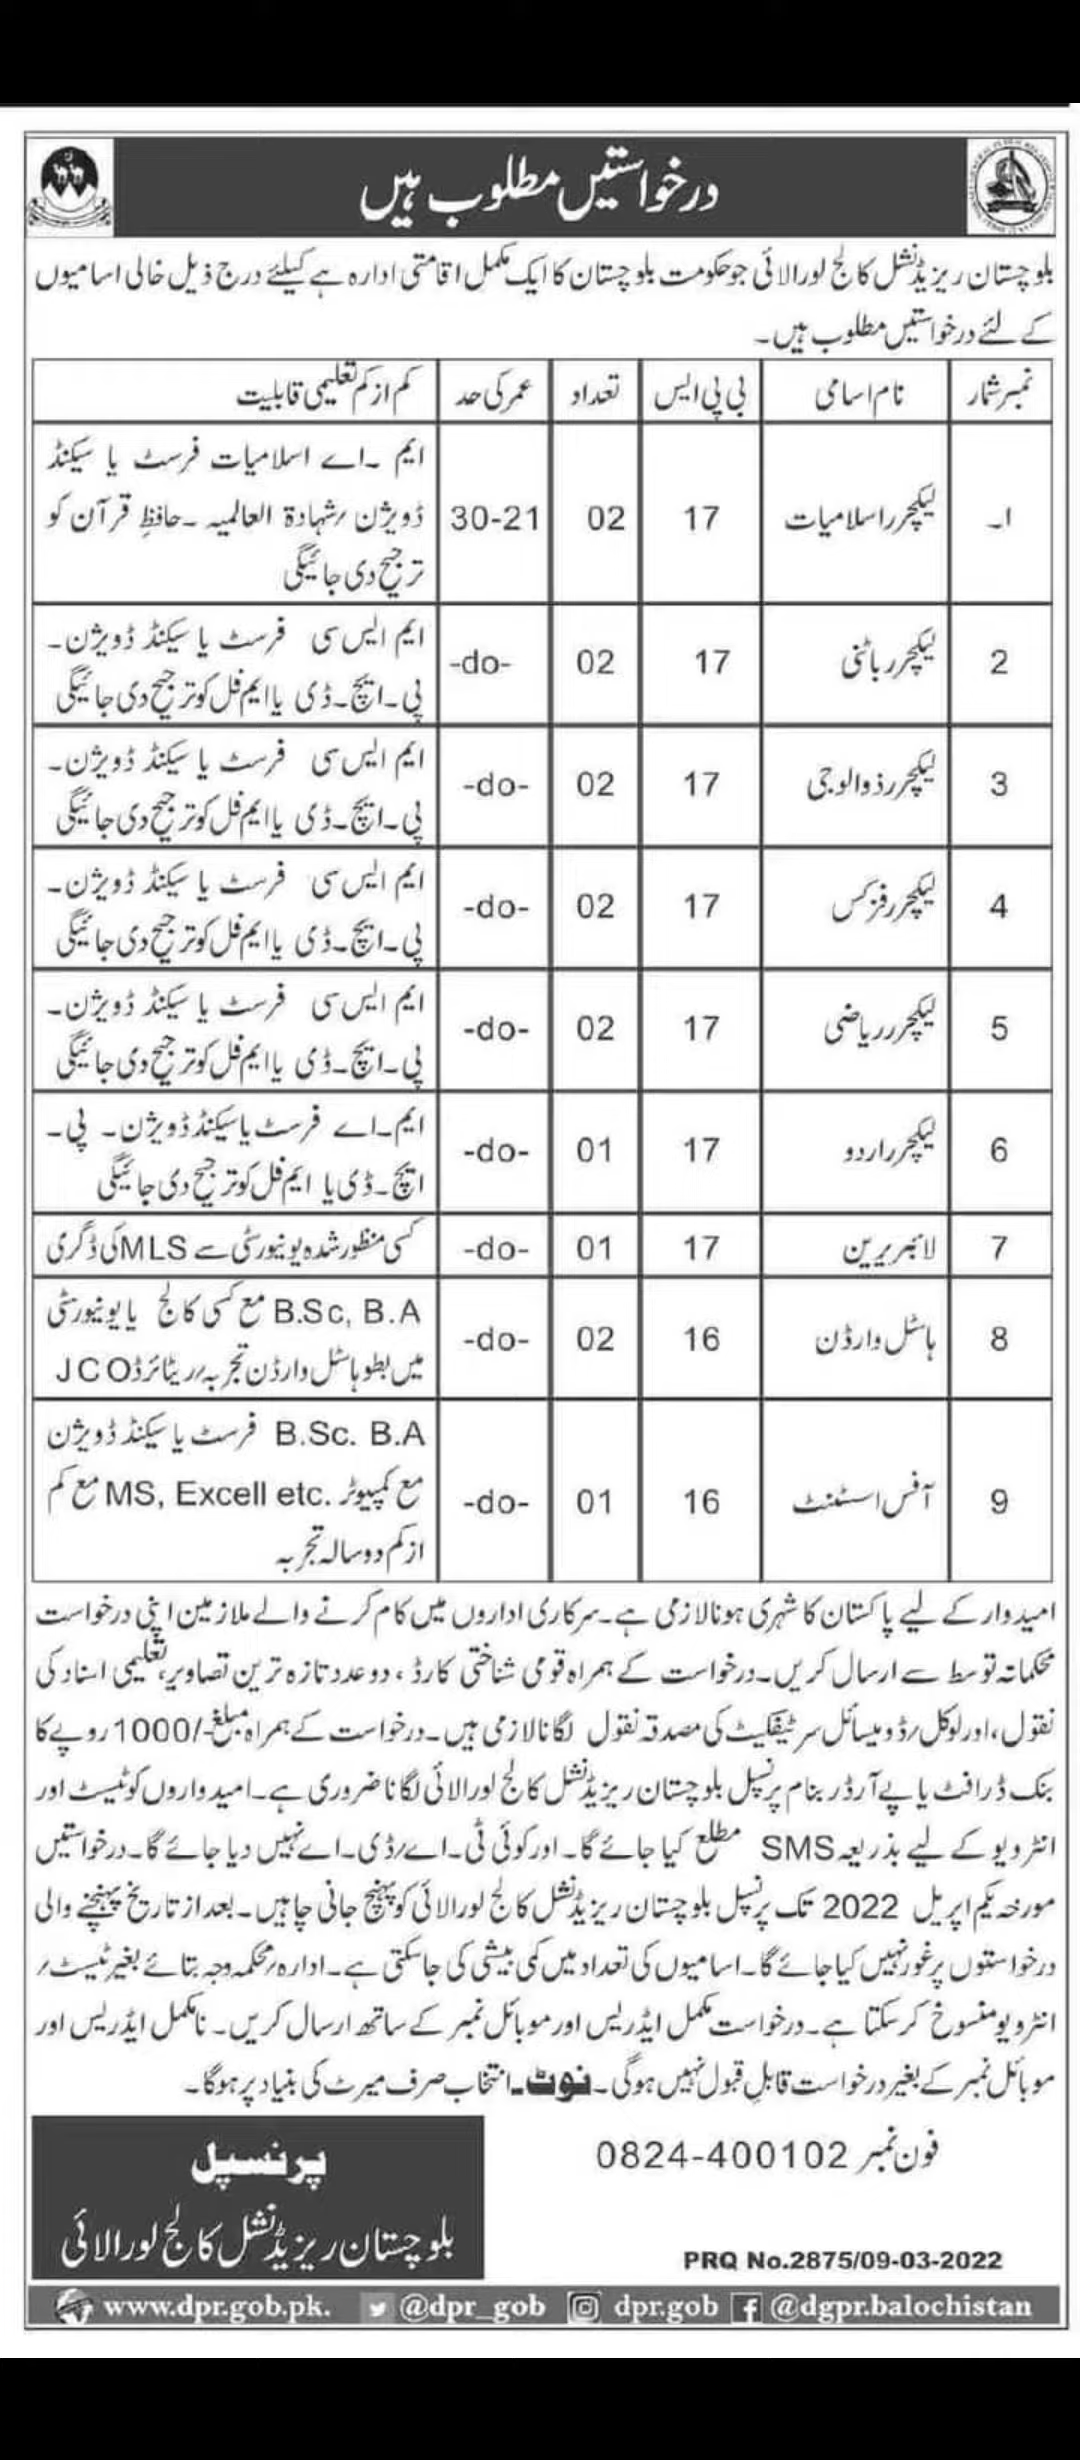 درخواستیں مطلوب ہیں
بلوچستان ریزیڈنشل کالج لورالائی جو حکومت بلوچستان کا ایک مکمل اقامتی ادارہ ہے کیلئے درج ذیل خالی اسامیوں
کے لئے درخواستیں مطلوب ہیں۔
نمبر شمار نام اسامی بی پی ایس تعداد عمر کی حد کم از کم تعلیمی قابلیت
ا۔ لیکچرر اسلامیات 17 02 30-21 ایم ۔اے اسلامیات فرسٹ یا سیکنڈ
ڈویژن /شہادۃ العالمیہ ۔حافظِ قرآن کو
ترجیح دی جائیگی
2 لیکچرر باٹنی 17 02 -do- ایم ایس سی فرسٹ یا سیکنڈ ڈویژن۔
پی۔ایچ۔ڈی یا ایم فل کو ترجیح دی جائیگی
3 لیکچرر ذوالوجی 17 02 -do- ایم ایس سی فرسٹ یا سیکنڈ ڈویژن۔
پی۔ایچ۔ڈی یا ایم فل کو ترجیح دی جائیگی
4 لیکچرر فزکس 17 02 -do- ایم ایس سی فرسٹ یا سیکنڈ ڈویژن۔
پی۔ایچ۔ڈی یا ایم فل کو ترجیح دی جائیگی
5 لیکچرر ریاضی 17 02 -do- ایم ایس سی فرسٹ یا سیکنڈ ڈویژن۔
پی۔ایچ۔ڈی یا ایم فل کو ترجیح دی جائیگی
6 لیکچرر اردو 17 01 -do- ایم۔اے فرسٹ یا سیکنڈ ڈویژن۔ پی۔
ایچ۔ڈی یا ایم فل کو ترجیح دی جائیگی
7 لائبریرین 17 01 -do- کسی منظور شدہ یونیورسٹی سے MLS کی ڈگری
8 ہاسٹل وارڈن 16 02 -do- B.Sc, B.A مع کسی کالج یا یونیورسٹی
میں بطور ہاسٹل وارڈن تجربہ/ریٹائرڈ JCO
9 آفس اسسٹنٹ 16 01 -do- B.Sc. B.A فرسٹ یا سیکنڈ ڈویژن
مع کمپیوٹر MS, Excell etc. مع کم
از کم دو سالہ تجربہ
امیدوار کے لیے پاکستان کا شہری ہونا لازمی ہے۔سرکاری اداروں میں کام کرنے والے ملازمین اپنی درخواست
محکمانہ توسط سے ارسال کریں۔درخواست کے ہمراہ قومی شناختی کارڈ، دو عدد تازہ ترین تصاویر، تعلیمی اسناد کی
نقول، اور لوکل/ڈومیسائل سرٹیفکیٹ کی مصدقہ نقول لگانا لازمی ہیں۔درخواست کے ہمراہ مبلغ-/1000 روپے کا
بنک ڈرافٹ یا پے آرڈر بنام پرنسپل بلوچستان ریزیڈنشل کالج لورالائی لگانا ضروری ہے۔امیدواروں کو ٹیسٹ اور
انٹرویو کے لیے بذریعہ SMS مطلع کیا جائے گا۔اور کوئی ٹی۔اے/ڈی۔اے نہیں دیا جائے گا۔درخواستیں
مورخہ یکم اپریل 2022 تک پرنسپل بلوچستان ریزیڈنشل کالج لورالائی کو پہنچ جانی چاہیں۔بعد از تاریخ پہنچنے والی
درخواستوں پر غور نہیں کیا جائے گا۔اسامیوں کی تعداد میں کمی بیشی کی جاسکتی ہے۔ادارہ/محکمہ وجہ بتائے بغیر ٹیسٹ/
انٹرویو منسوخ کر سکتا ہے۔درخواست مکمل ایڈریس اور موبائل نمبر کے ساتھ ارسال کریں۔ نامکمل ایڈریس اور
موبائل نمبر کے بغیر درخواست قابلِ قبول نہیں ہوگی۔نوٹ۔انتخاب صرف میرٹ کی بنیاد پر ہوگا۔
فون نمبر 0824-400102
پرنسپل
بلوچستان ریزیڈنشل کالج لورالائی
PRQ No.2875/09-03-2022
www.dpr.gob.pk. @dpr_gob dpr.gob @dgpr.balochistan